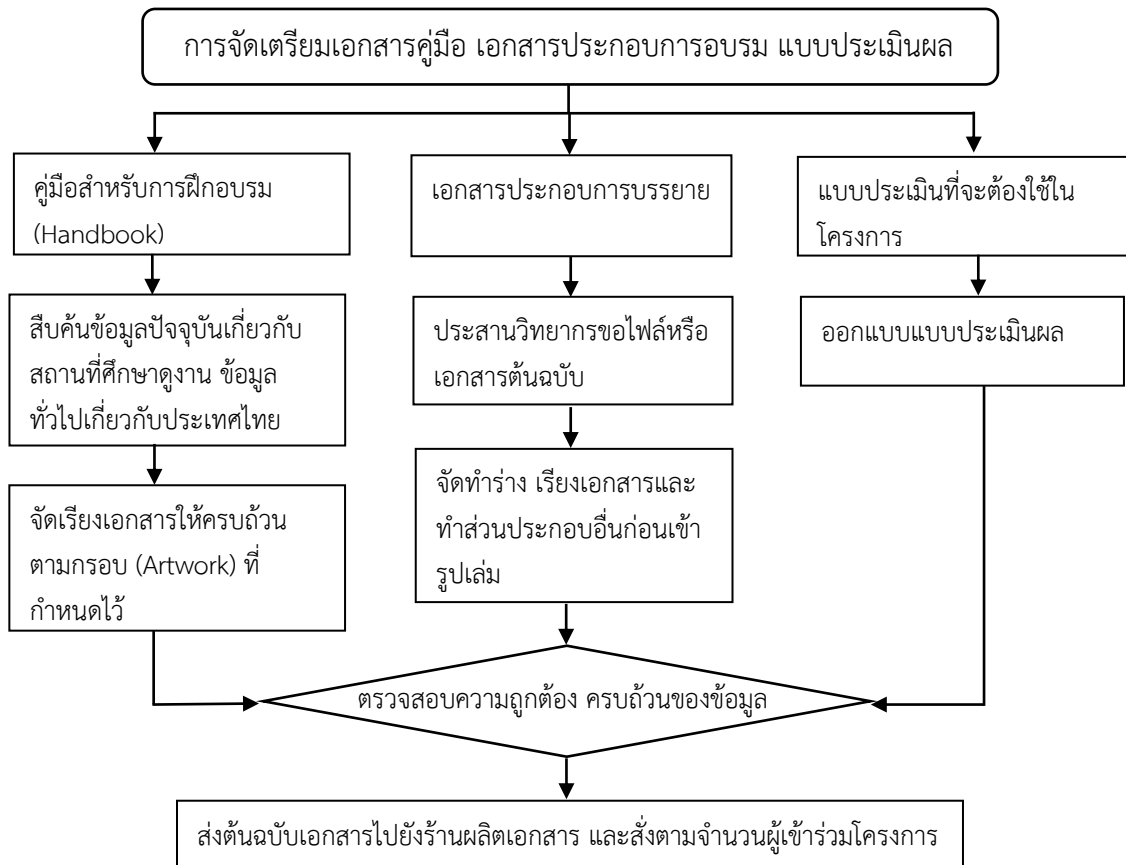 การจัดเตรียมเอกสารคู่มือ เอกสารประกอบการอบรม แบบประเมินผล
คู่มือสำหรับการฝึกอบรม
(Handbook)
เอกสารประกอบการบรรยาย
แบบประเมินที่จะต้องใช้ใน
โครงการ
สืบค้นข้อมูลปัจจุบันเกี่ยวกับ
สถานที่ศึกษาดูงาน ข้อมูล
ทั่วไปเกี่ยวกับประเทศไทย
ประสานวิทยากรขอไฟล์หรือ
เอกสารต้นฉบับ
ออกแบบแบบประเมินผล
จัดเรียงเอกสารให้ครบถ้วน
ตามกรอบ (Artwork) ที่
กำหนดไว้
จัดทำร่าง เรียงเอกสารและ
ทำส่วนประกอบอื่นก่อนเข้า
รูปเล่ม
ตรวจสอบความถูกต้อง ครบถ้วนของข้อมูล
ส่งต้นฉบับเอกสารไปยังร้านผลิตเอกสาร และสั่งตามจำนวนผู้เข้าร่วมโครงการ